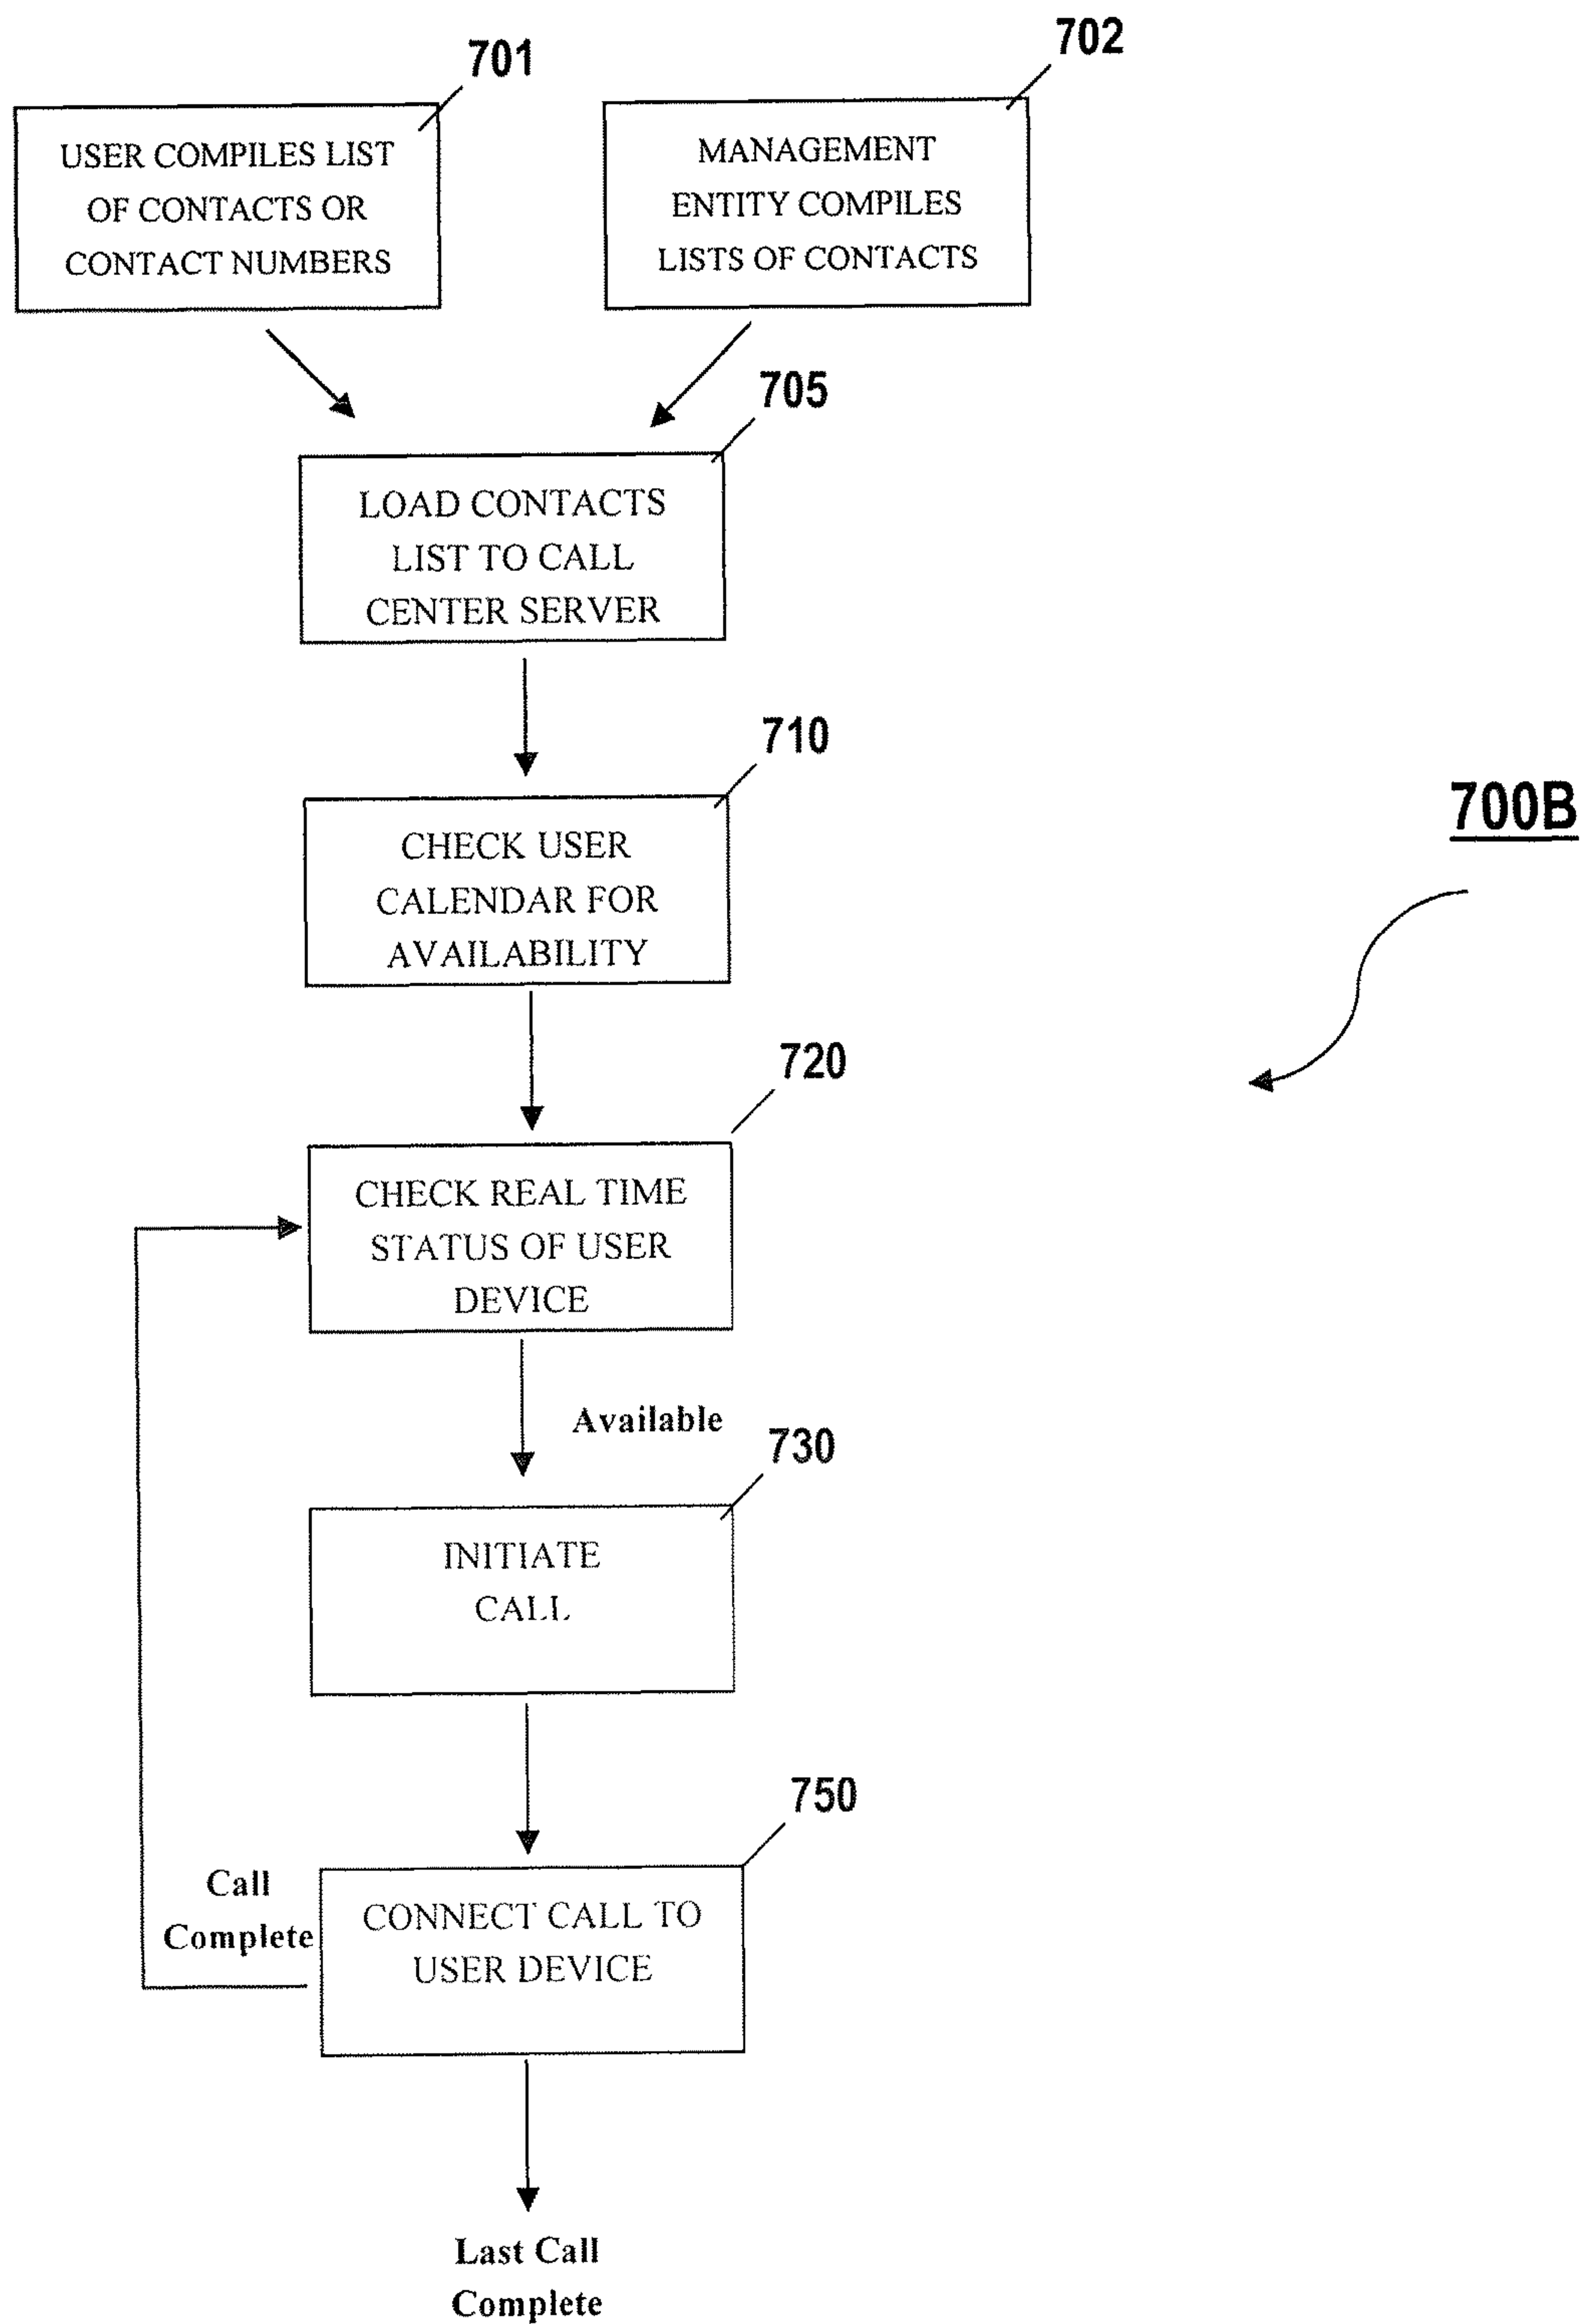 701
702
USER COMPILES LIST
OF CONTACTS OR
CONTACT NUMBERS
MANAGEMENT
ENTITY COMPILES
LISTS OF CONTACTS
705
LOAD CONTACTS
LIST TO CALL
CENTER SERVER
710
CHECK USER
CALENDAR FOR
AVAILABILITY
700B
720
CHECK REAL TIME
STATUS OF USER
DEVICE
Available
730
INITIATE
CALL
750
Call
Complete
CONNECT CALL TO
USER DEVICE
Last Call
Complete